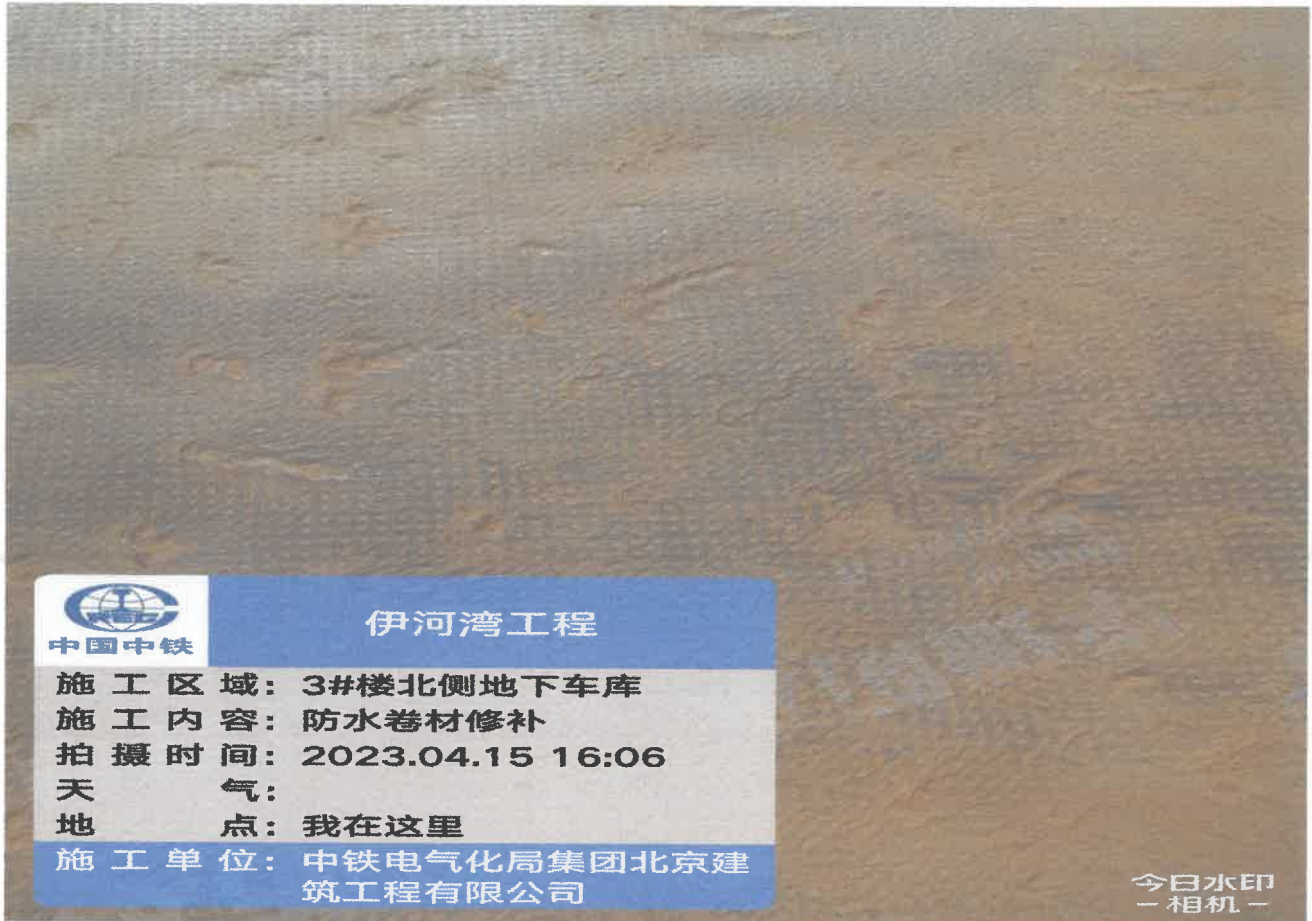 中国中铁
伊河湾工程
施工区域：3#楼北侧地下车库
施工内容：防水卷材修补
拍摄时间：2023.04.15 16:06
天气：
地点：我在这里
施工单位：中铁电气化局集团北京建
筑工程有限公司
今日水印
－相机－